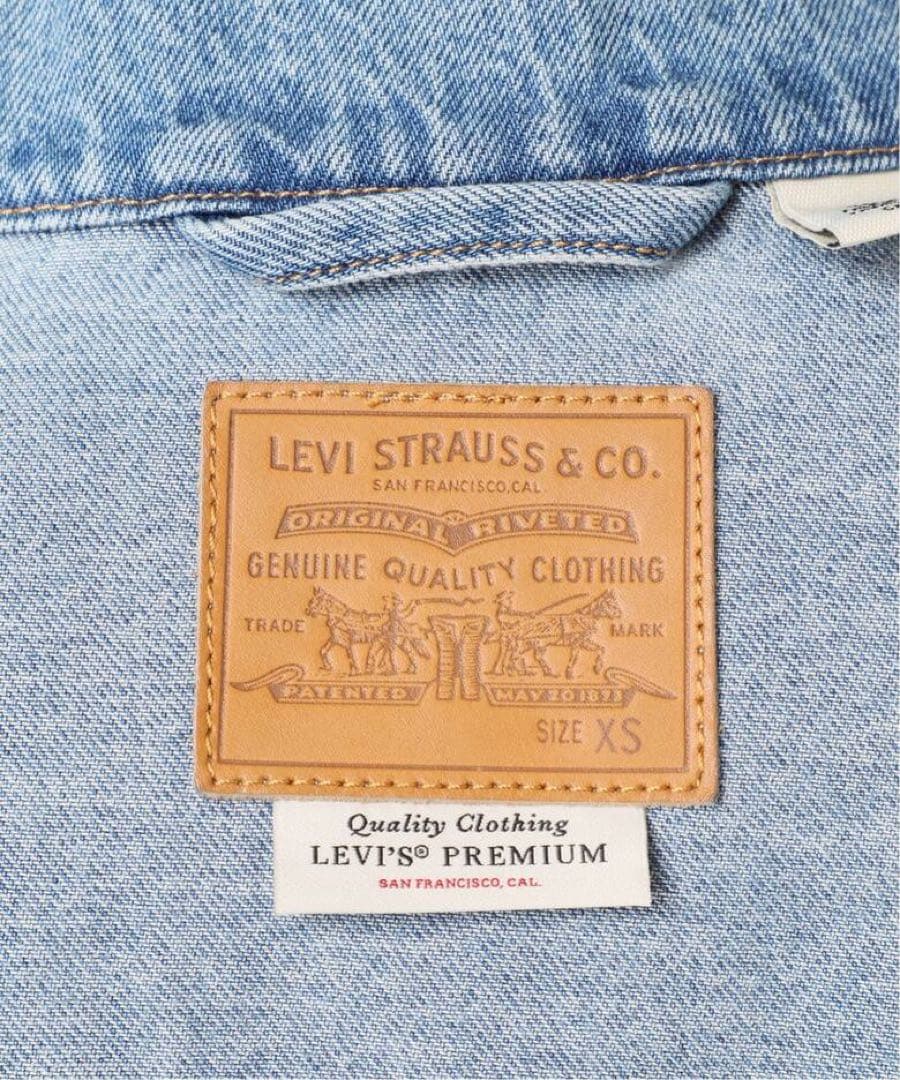 LEVI STRAUSS & CO.
SAN FRANCISCO, CAL
ORIGINAL RIVETED
GENUINE QUALITY CLOTHING
TRADE MARK
PATENTED MAY 20 1873
SIZE XS
Quality Clothing
LEVI'S® PREMIUM
SAN FRANCISCO, CAL.